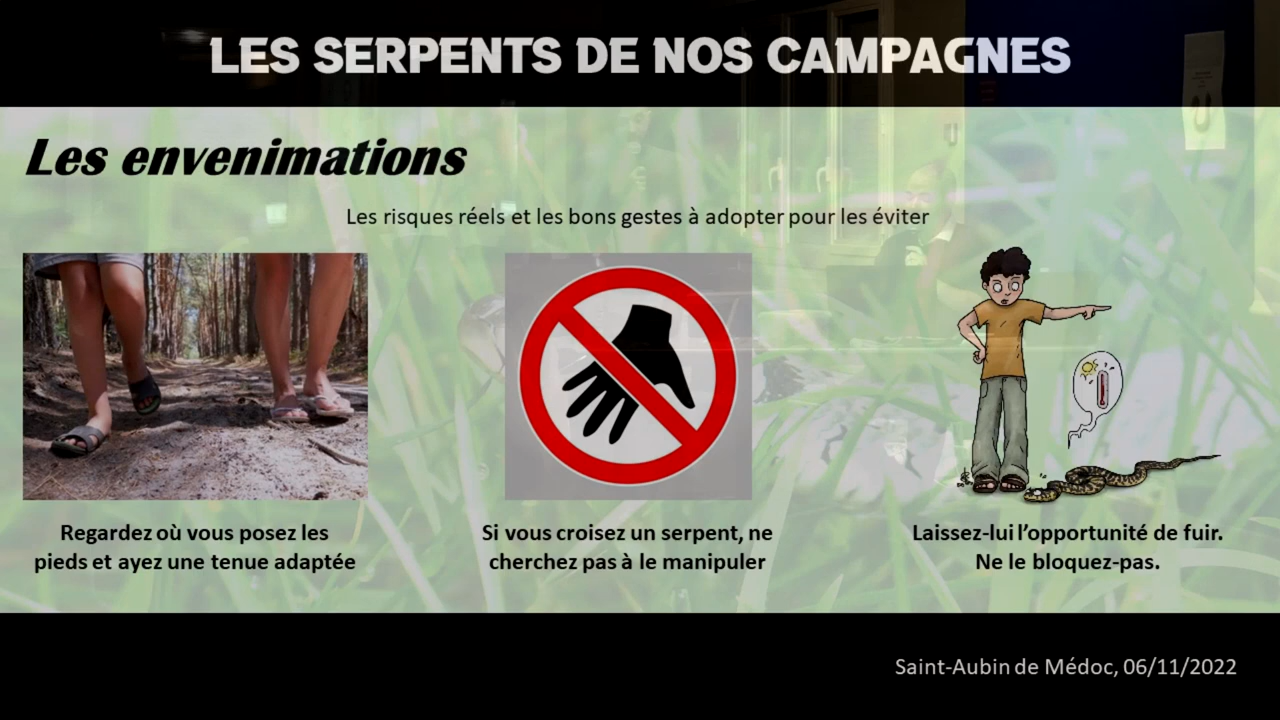 LES SERPENTS DE NOS CAMPAGNES
Les envenimations
Les risques réels et les bons gestes à adopter pour les éviter
Regardez où vous posez les
pieds et ayez une tenue adaptée
Si vous croisez un serpent, ne
cherchez pas à le manipuler
Laissez-lui l’opportunité de fuir.
Ne le bloquez-pas.
Saint-Aubin de Médoc, 06/11/2022